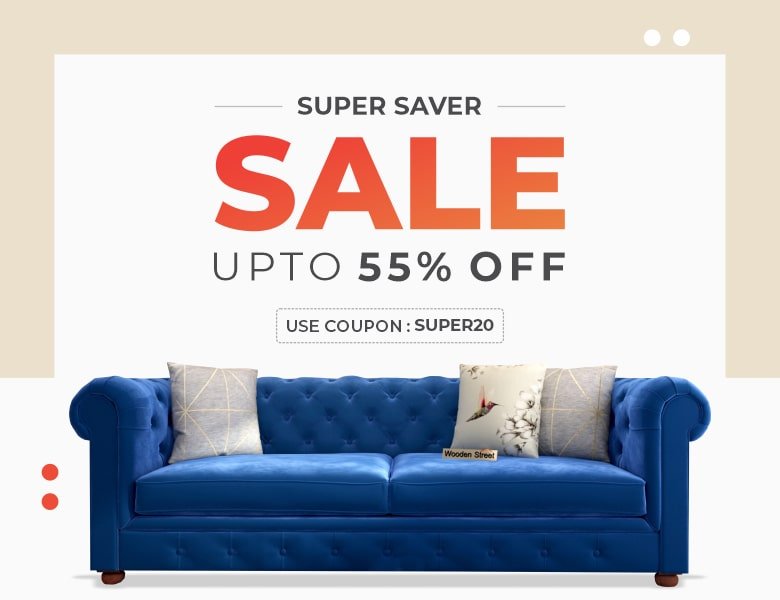 SUPER SAVER
SALE
UPTO 55% OFF
USE COUPON : SUPER20
Wooden Street